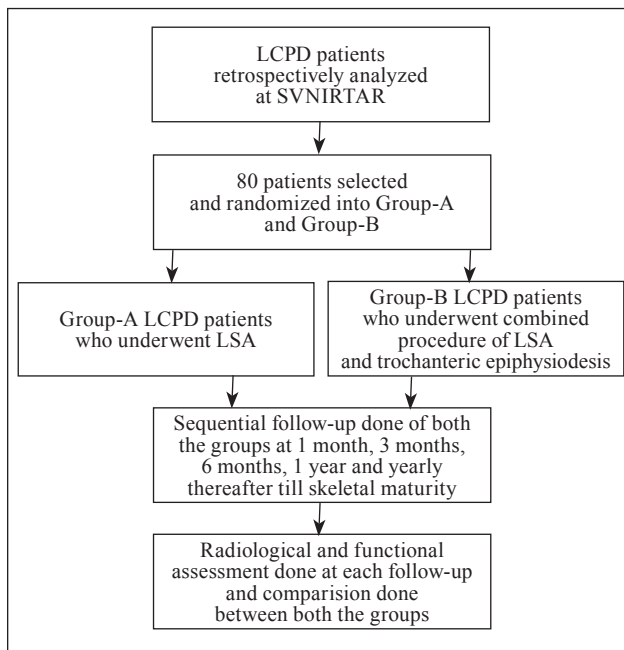 LCPD patients
retrospectively analyzed
at SVNIRTAR
80 patients selected
and randomized into Group-A
and Group-B
Group-A LCPD patients
who underwent LSA
Group-B LCPD patients
who underwent combined
procedure of LSA
and trochanteric epiphysiodesis
Sequential follow-up done of both
the groups at 1 month, 3 months,
6 months, 1 year and yearly
thereafter till skeletal maturity
Radiological and functional
assessment done at each follow-up
and comparision done
between both the groups